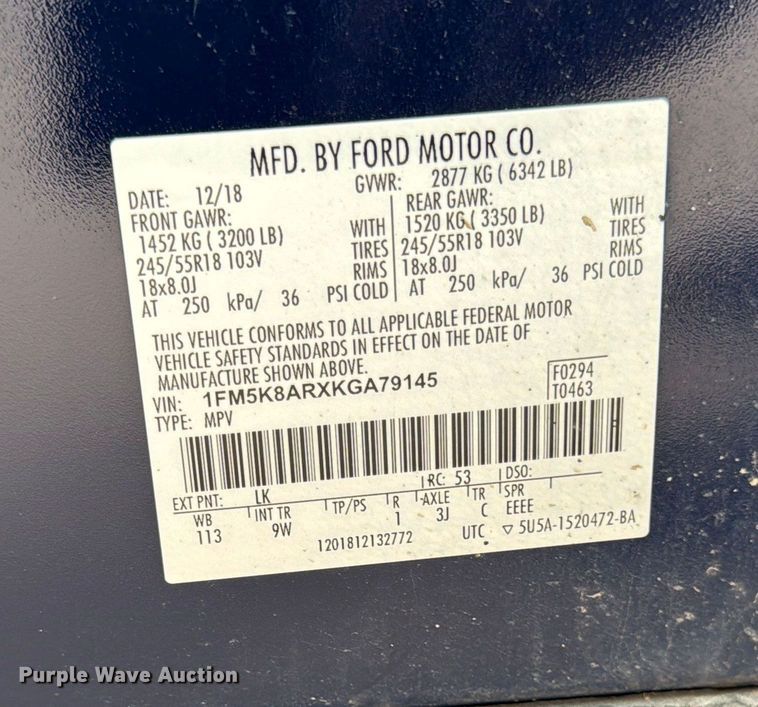 MFD. BY FORD MOTOR CO.
DATE: 12/18 GVWR: 2877 KG ( 6342 LB)
FRONT GAWR: REAR GAWR:
1452 KG ( 3200 LB) WITH 1520 KG ( 3350 LB) WITH
245/55R18 103V TIRES 245/55R18 103V TIRES
18x8.0J RIMS 18x8.0J RIMS
AT 250 kPa/ 36 PSI COLD AT 250 kPa/ 36 PSI COLD
THIS VEHICLE CONFORMS TO ALL APPLICABLE FEDERAL MOTOR
VEHICLE SAFETY STANDARDS IN EFFECT ON THE DATE OF
MANUFACTURE SHOWN ABOVE.
VIN: 1FM5K8ARXKGA79145 F0294
TYPE: MPV T0463
EXT PNT: LK RC: 53 DSO:
WB INT TR TP/PS R AXLE TR SPR
113 9W 1 3J C EEEE
1201812132772 UTC ▽ 5U5A-1520472-BA
Purple Wave Auction